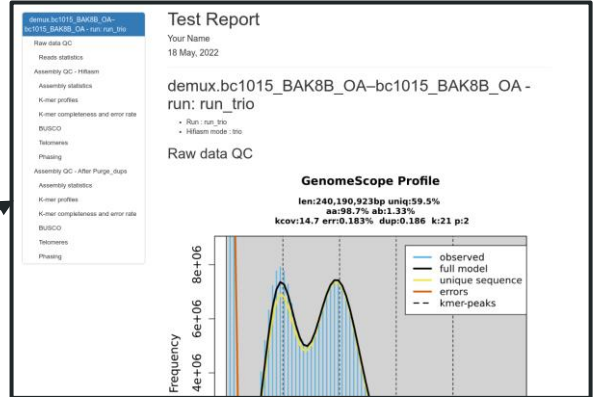 demux.bc1015_BAK8B_OA–
bc1015_BAK8B_OA - run: run_trio
Raw data QC
Reads statistics
Assembly QC - Hifiasm
Assembly statistics
K-mer profiles
K-mer completeness and error rate
BUSCO
Telomeres
Phasing
Assembly QC - After Purge_dups
Assembly statistics
K-mer profiles
K-mer completeness and error rate
BUSCO
Telomeres
Phasing
Test Report
Your Name
18 May, 2022
demux.bc1015_BAK8B_OA–bc1015_BAK8B_OA -
run: run_trio
Run : run_trio
Hifiasm mode : trio
Raw data QC
GenomeScope Profile
len:240,190,923bp uniq:59.5%
aa:98.7% ab:1.33%
kcov:14.7 err:0.183% dup:0.186 k:21 p:2
observed
full model
unique sequence
errors
kmer-peaks
Frequency
8e+06
6e+06
4e+06